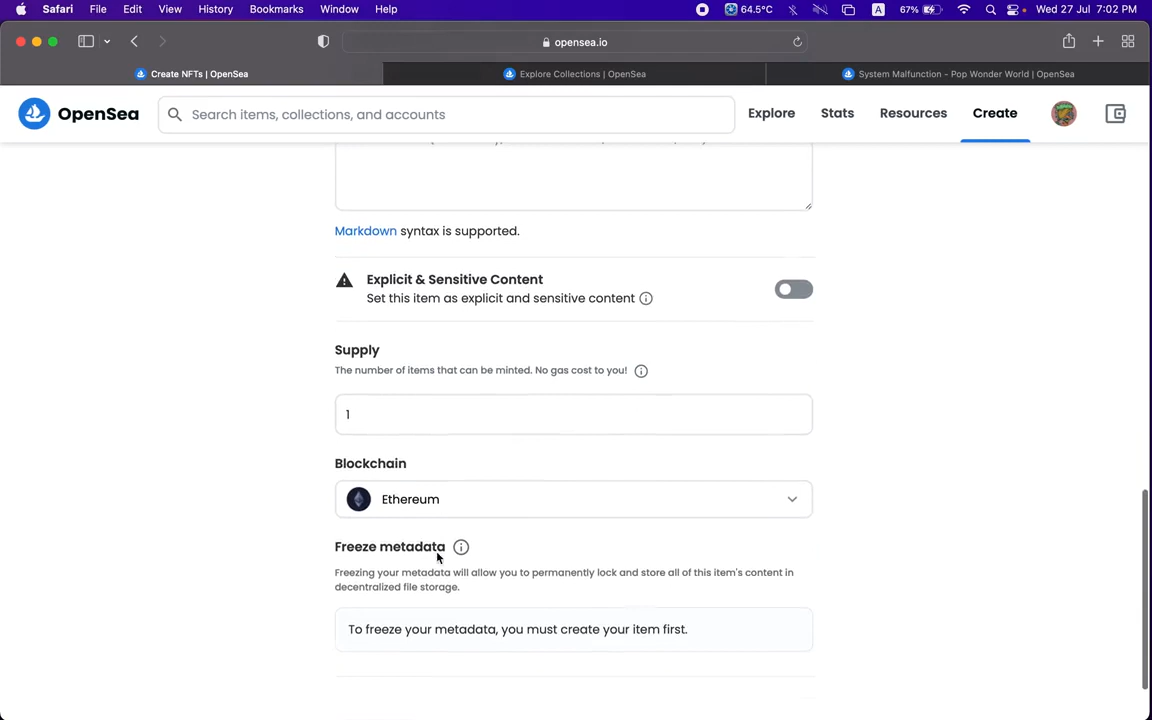 Safari File Edit View History Bookmarks Window Help 64.5°C A 67% Wed 27 Jul 7:02 PM
opensea.io
Create NFTs | OpenSea Explore Collections | OpenSea System Malfunction - Pop Wonder World | OpenSea
OpenSea Search items, collections, and accounts Explore Stats Resources Create
Markdown syntax is supported.
Explicit & Sensitive Content
Set this item as explicit and sensitive content
Supply
The number of items that can be minted. No gas cost to you!
1
Blockchain
Ethereum
Freeze metadata
Freezing your metadata will allow you to permanently lock and store all of this item's content in
decentralized file storage.
To freeze your metadata, you must create your item first.